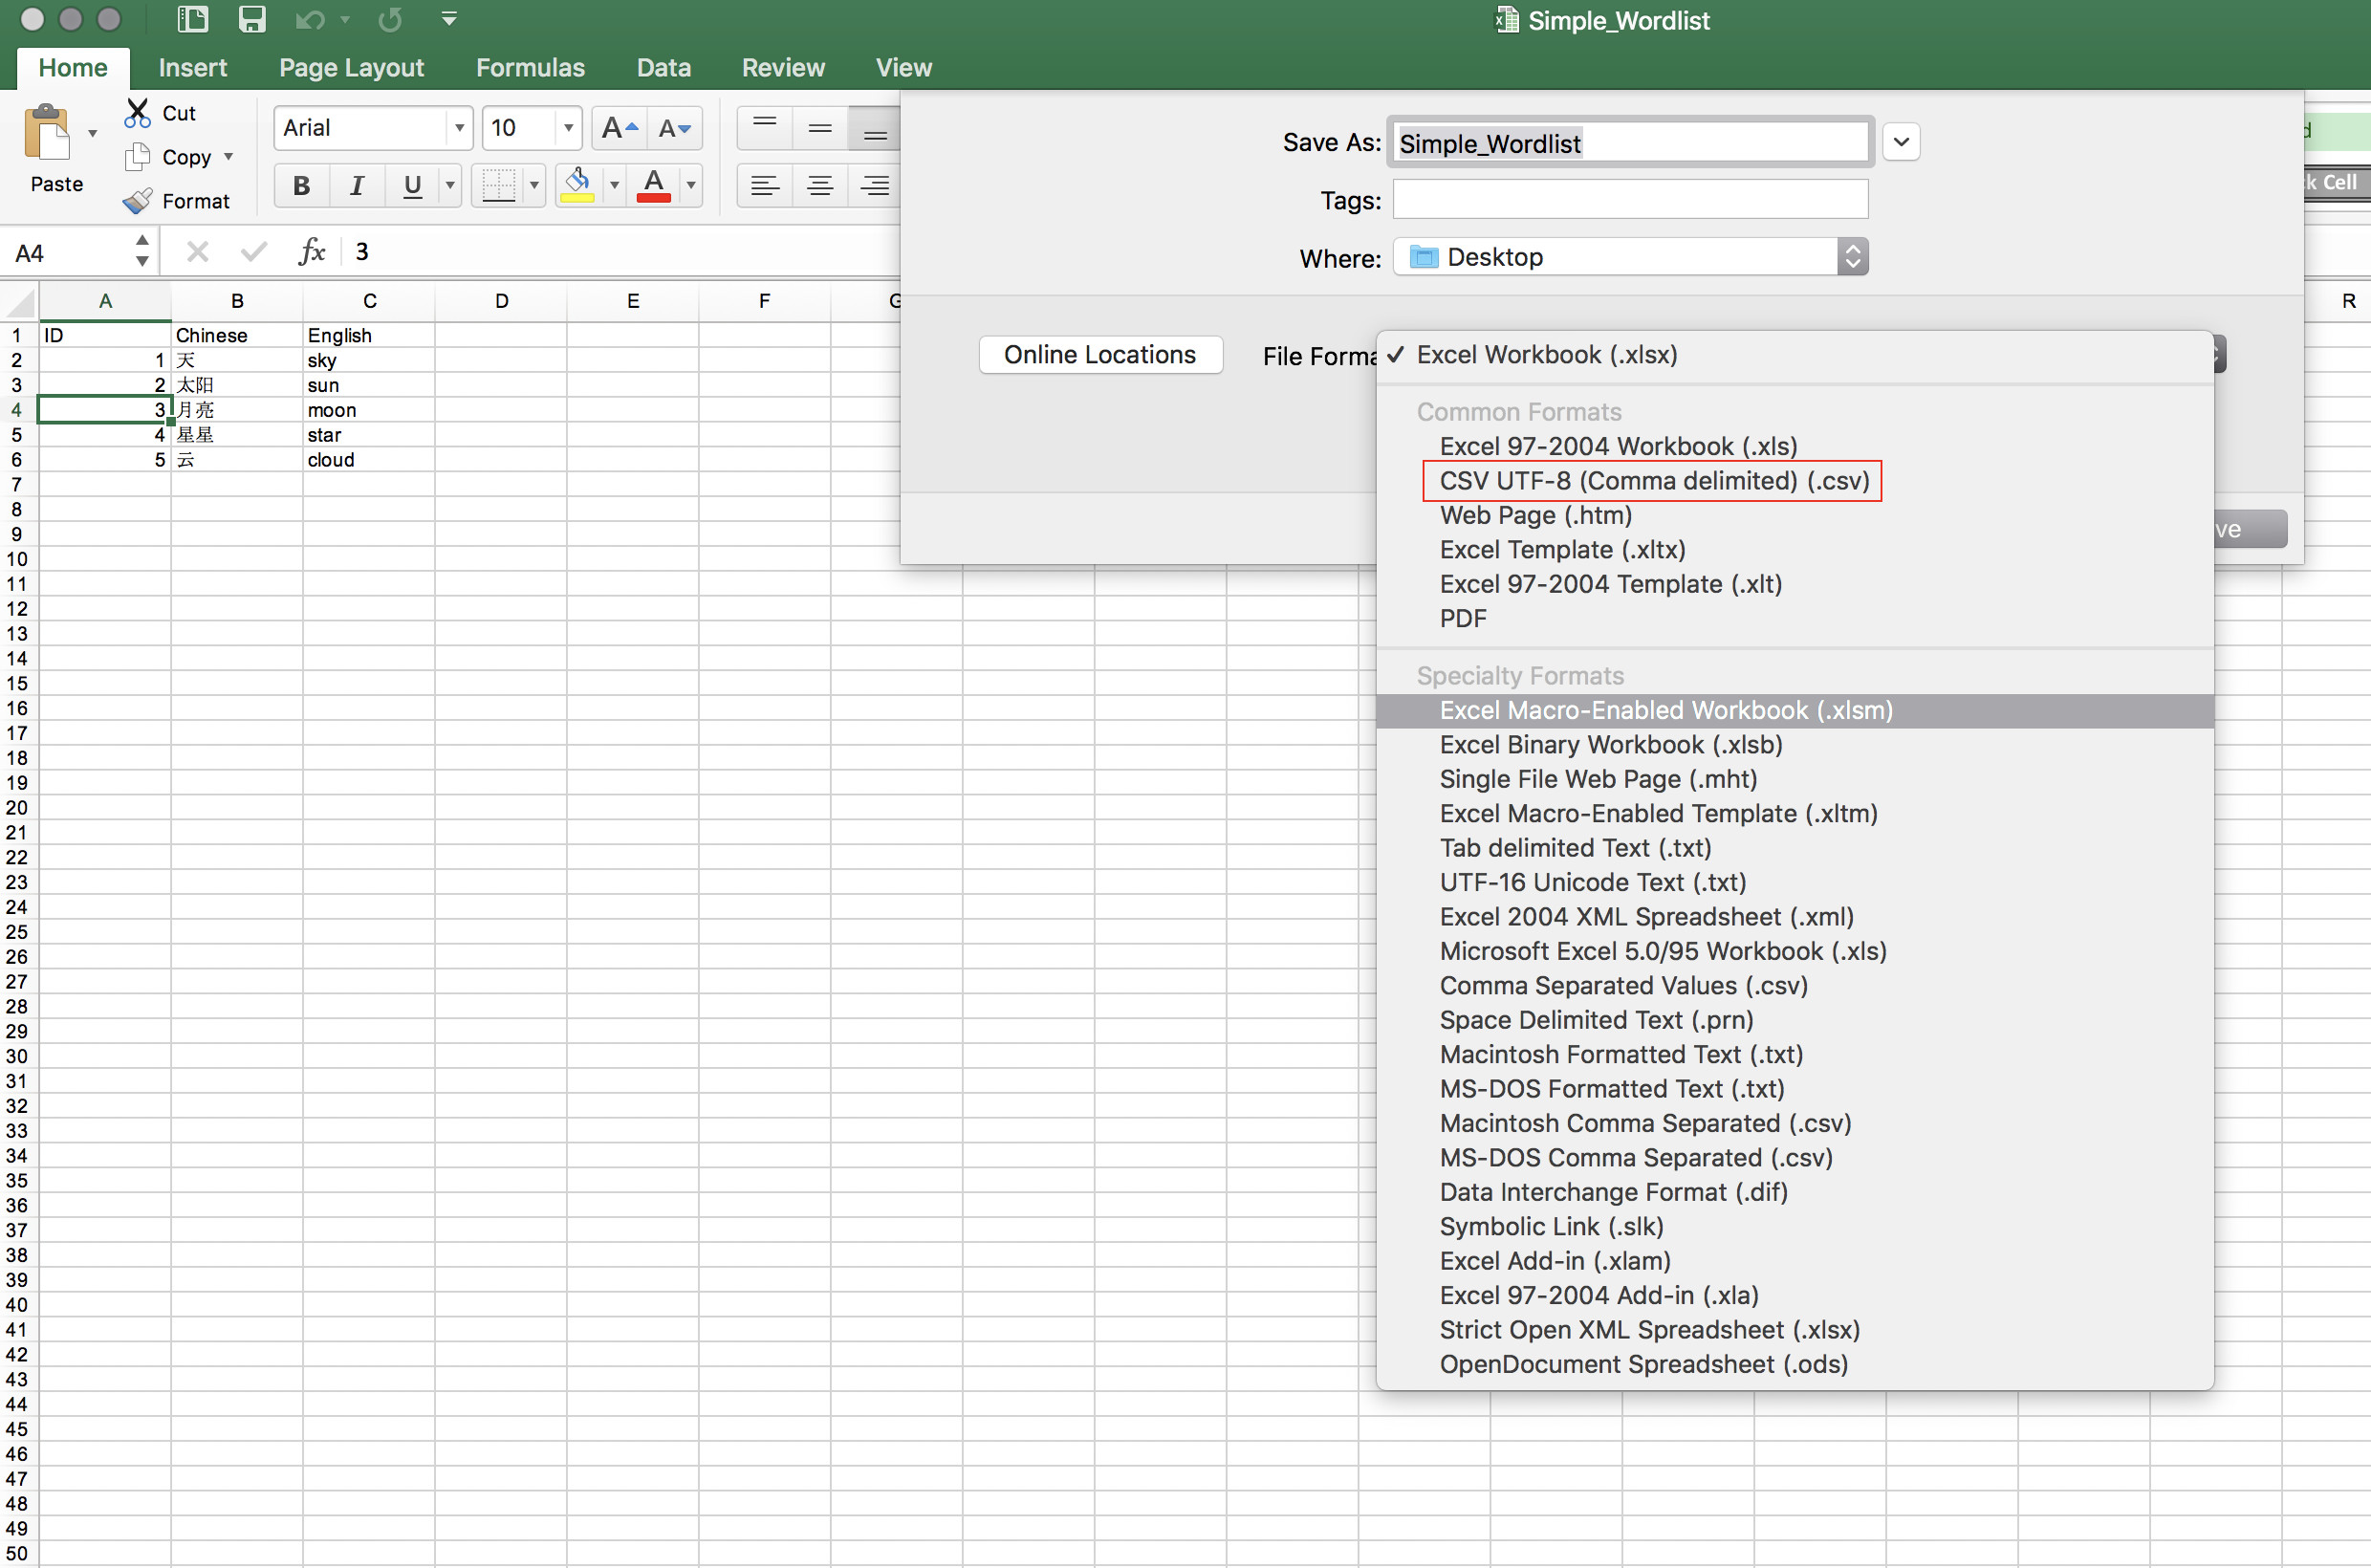 Simple_Wordlist
Home Insert Page Layout Formulas Data Review View
Paste
Cut
Copy
Format
Arial 10 A A
B I U A
Save As: Simple_Wordlist
Tags:
Where: Desktop
Cell
A4 fx 3
A B C D E F G R
1 ID Chinese English
2 1 天 sky
3 2 太阳 sun
4 3 月亮 moon
5 4 星星 star
6 5 云 cloud
7
8
9
10
11
12
13
14
15
16
17
18
19
20
21
22
23
24
25
26
27
28
29
30
31
32
33
34
35
36
37
38
39
40
41
42
43
44
45
46
47
48
49
50
Online Locations File Forma
Excel Workbook (.xlsx)
Common Formats
Excel 97-2004 Workbook (.xls)
CSV UTF-8 (Comma delimited) (.csv)
Web Page (.htm)
ve
Excel Template (.xltx)
Excel 97-2004 Template (.xlt)
PDF
Specialty Formats
Excel Macro-Enabled Workbook (.xlsm)
Excel Binary Workbook (.xlsb)
Single File Web Page (.mht)
Excel Macro-Enabled Template (.xltm)
Tab delimited Text (.txt)
UTF-16 Unicode Text (.txt)
Excel 2004 XML Spreadsheet (.xml)
Microsoft Excel 5.0/95 Workbook (.xls)
Comma Separated Values (.csv)
Space Delimited Text (.prn)
Macintosh Formatted Text (.txt)
MS-DOS Formatted Text (.txt)
Macintosh Comma Separated (.csv)
MS-DOS Comma Separated (.csv)
Data Interchange Format (.dif)
Symbolic Link (.slk)
Excel Add-in (.xlam)
Excel 97-2004 Add-in (.xla)
Strict Open XML Spreadsheet (.xlsx)
OpenDocument Spreadsheet (.ods)